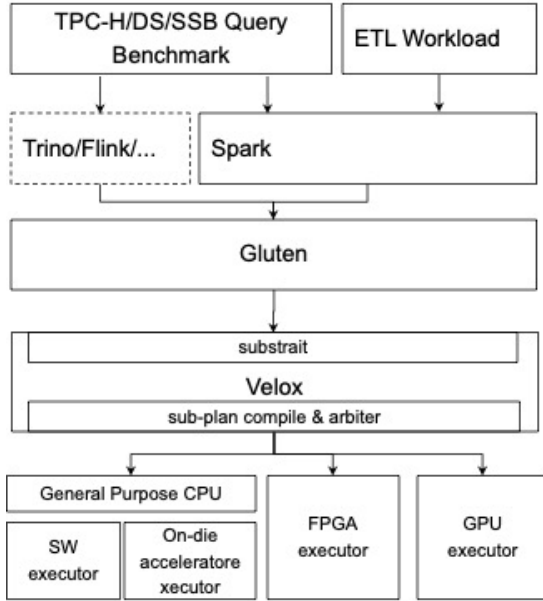 TPC-H/DS/SSB Query
Benchmark
ETL Workload
Trino/Flink/...
Spark
Gluten
substrait
Velox
sub-plan compile & arbiter
General Purpose CPU
SW
executor
On-die
acceleratore
xecutor
FPGA
executor
GPU
executor